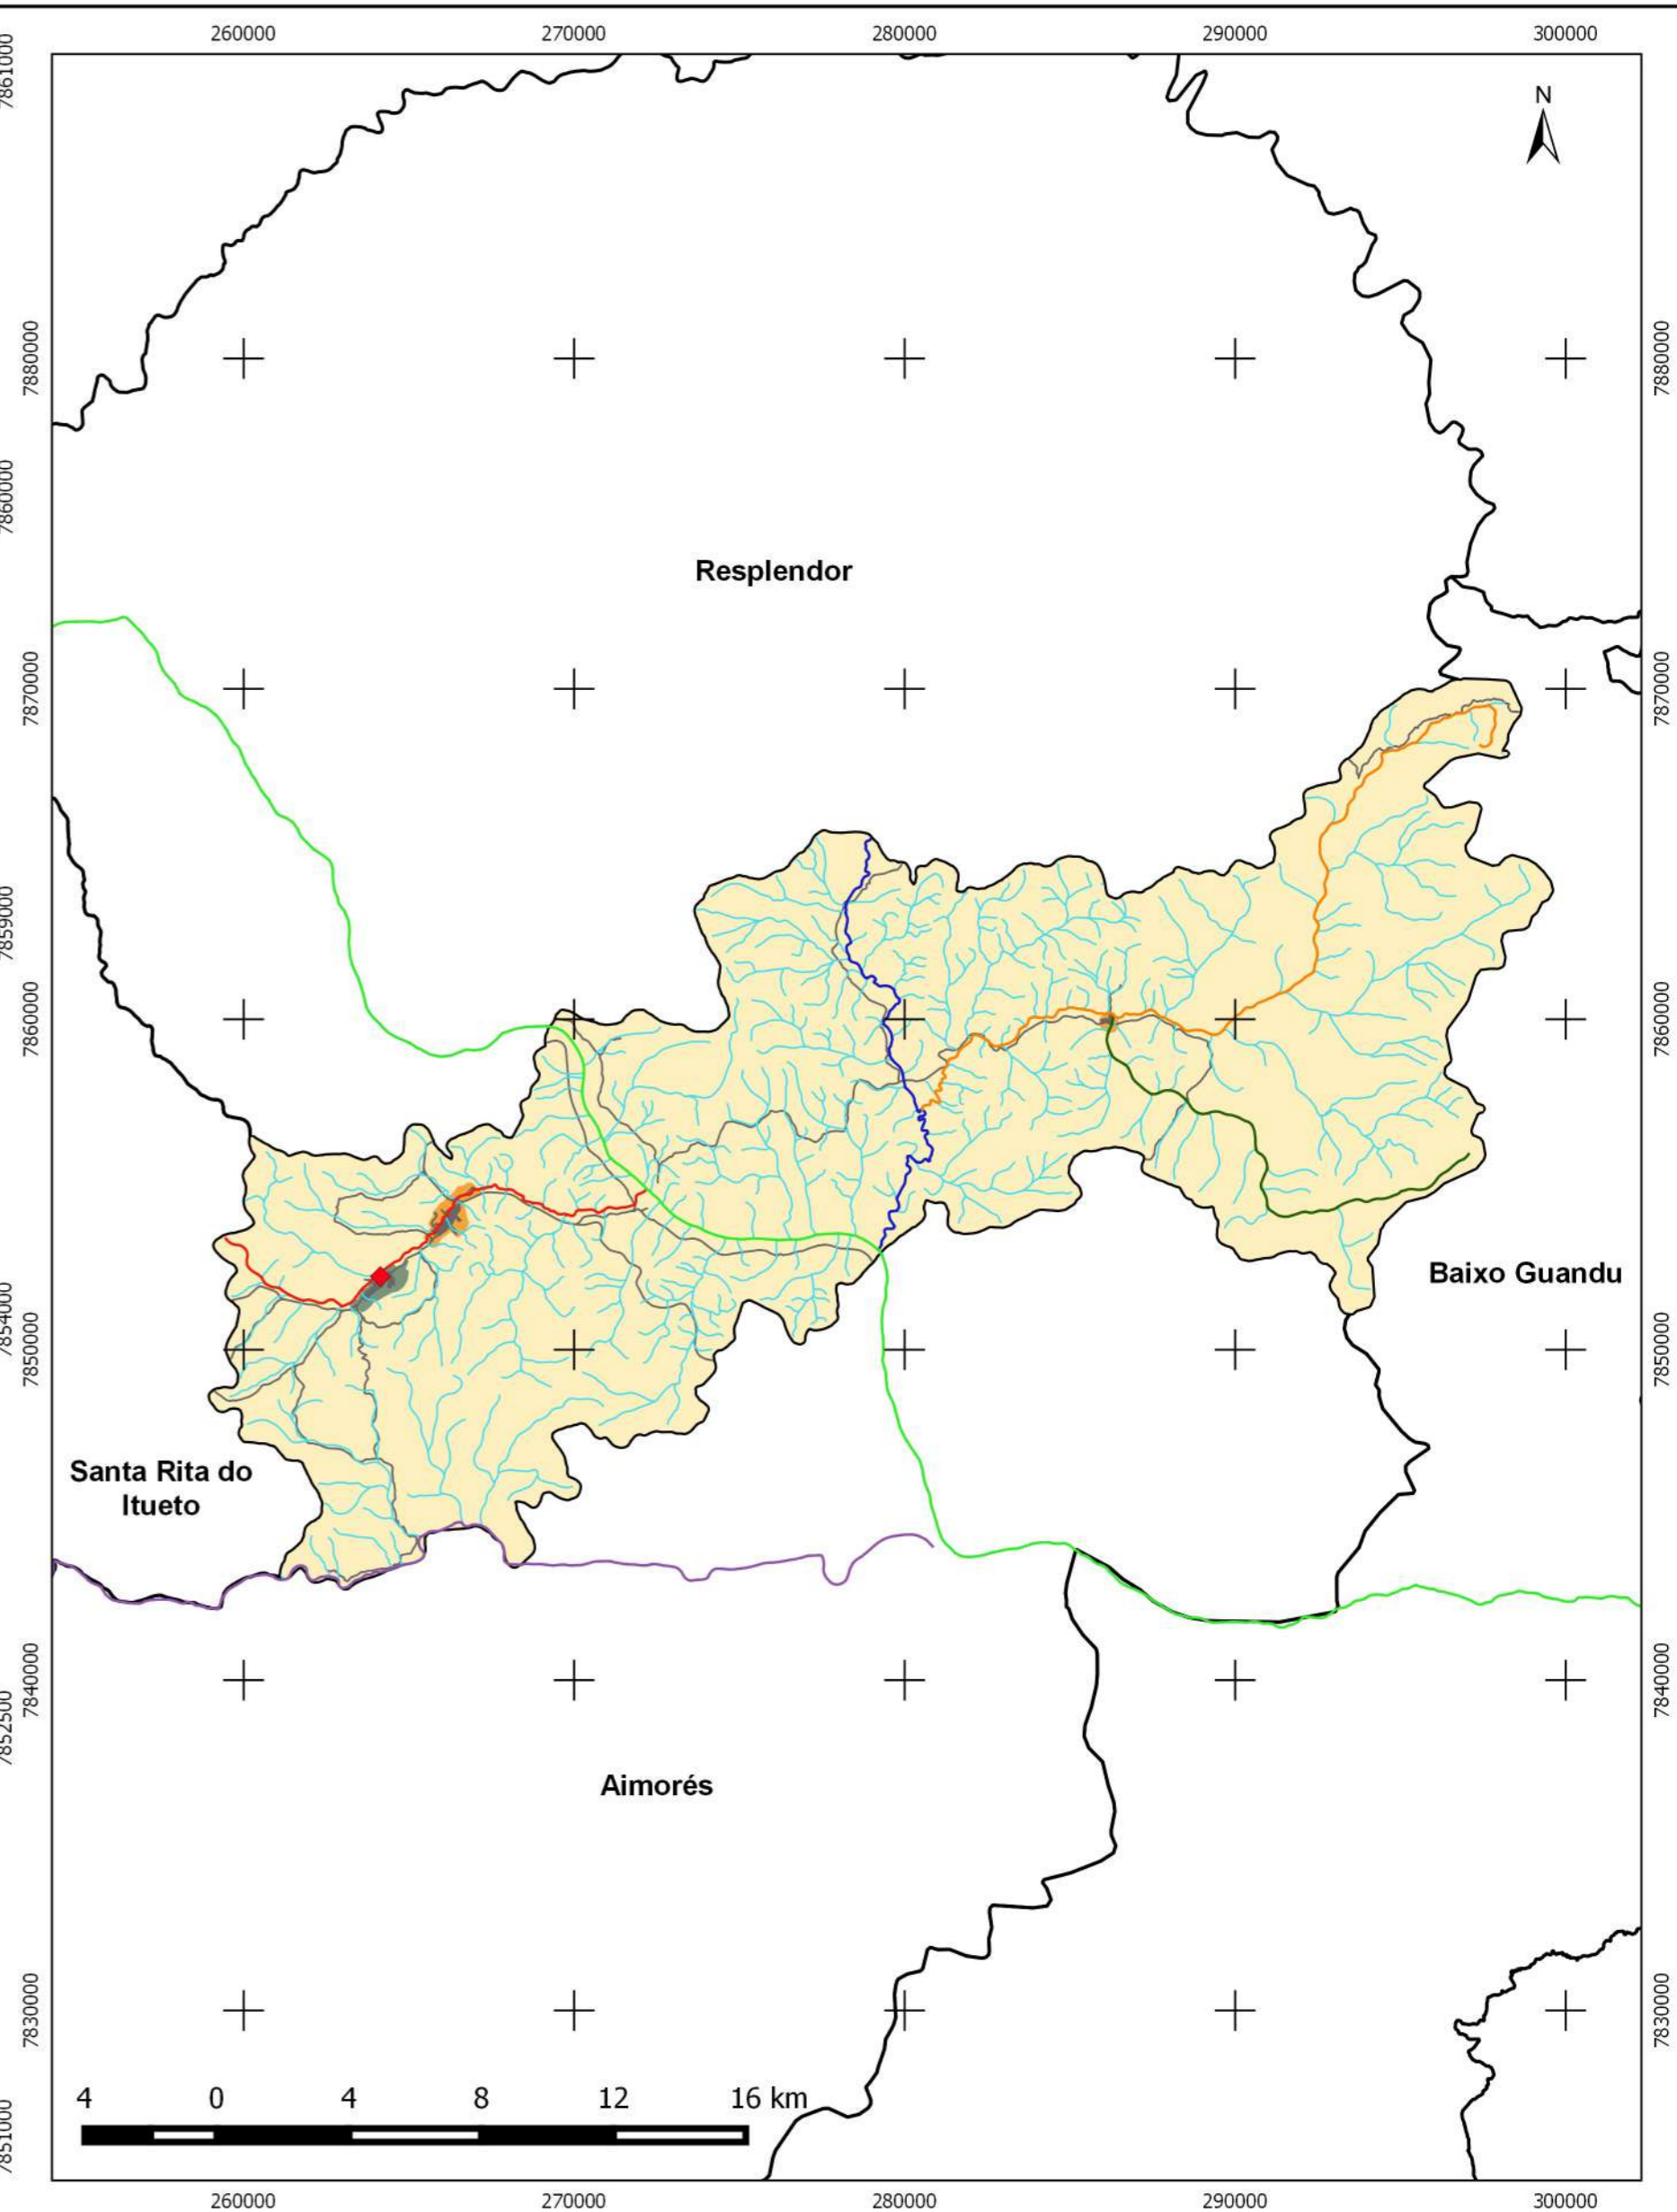 260000 270000 280000 290000 300000
7861000
N
7880000 7880000
7860000
Resplendor
7870000 7870000
7859000
7860000 7860000
Baixo Guandu
7854000
7850000 7850000
Santa Rita do
Itueto
7840000 7840000
7852500
Aimorés
7830000 7830000
4 0 4 8 12 16 km
7851000
260000 270000 280000 290000 300000